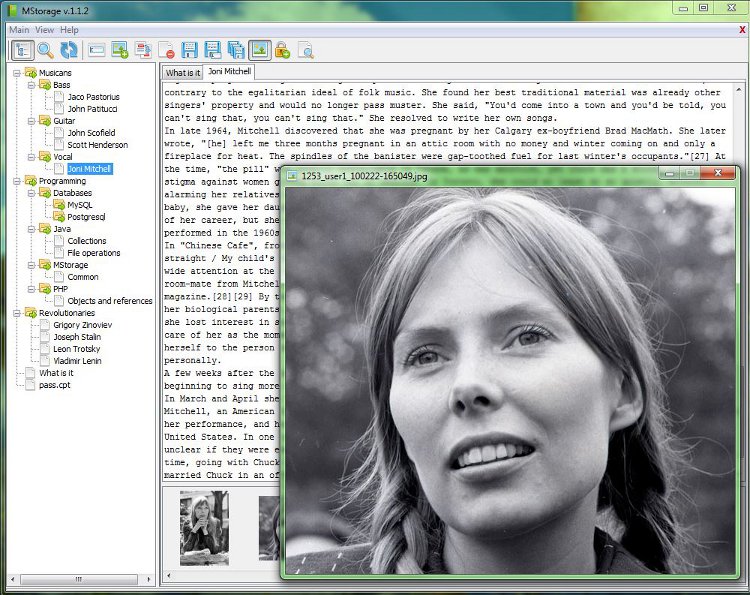 MStorage v.1.1.2
Main View Help
X
Musicans
Bass
Jaco Pastorius
John Patitucci
Guitar
John Scofield
Scott Henderson
Vocal
Joni Mitchell
Programming
Databases
MySQL
Postgresql
Java
Collections
File operations
MStorage
Common
PHP
Objects and references
Revolutionaries
Grigory Zinoviev
Joseph Stalin
Leon Trotsky
Vladimir Lenin
What is it
pass.cpt
What is it
Joni Mitchell
contrary to the egalitarian ideal of folk music. She found her best traditional material was already other
singers' property and would no longer pass muster. She said, "You'd come into a town and you'd be told, you
can't sing that, you can't sing that." She resolved to write her own songs.
In late 1964, Mitchell discovered that she was pregnant by her Calgary ex-boyfriend Brad MacMath. She later
wrote, "[he] left me three months pregnant in an attic room with no money and winter coming on and only a
fireplace for heat. The spindles of the banister were gap-toothed fuel for last winter's occupants."[27] At
the time, "the pill" w
stigma against women g
alarming her relatives
baby, she gave her dau
of her career, but she
performed in the 1960s
In "Chinese Cafe", fro
straight / My child's
wide attention at the
room-mate from Mitchel
magazine.[28][29] By t
her biological parents
she lost interest in s
care of her as the mom
herself to the person
personally.
A few weeks after the
beginning to sing more
In March and April she
Mitchell, an American
her performance, and h
United States. In one
unclear if they were e
time, going with Chuck
married Chuck in an of
1253_user1_100222-165049.jpg